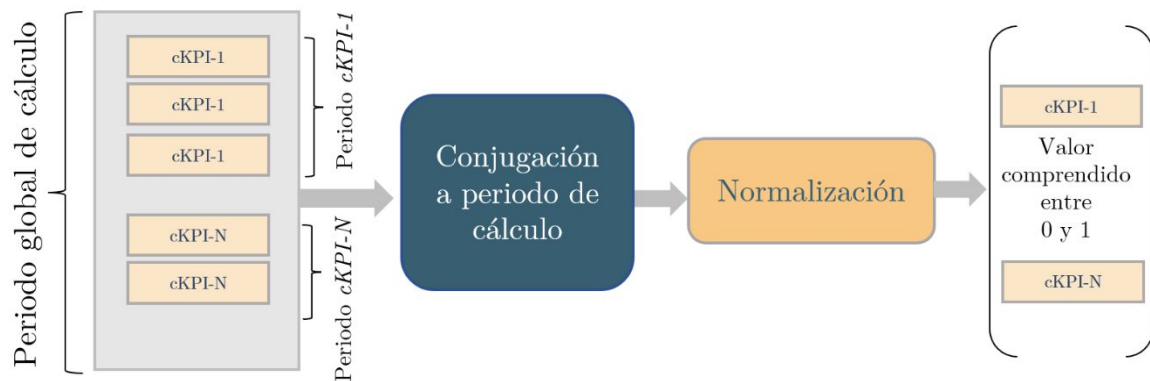 Periodo global de cálculo
cKPI-1
cKPI-1
cKPI-1
Periodo cKPI-1
cKPI-N
cKPI-N
Periodo cKPI-N
Conjugación
a periodo de
cálculo
Normalización
cKPI-1
Valor
comprendido
entre
0 y 1
cKPI-N